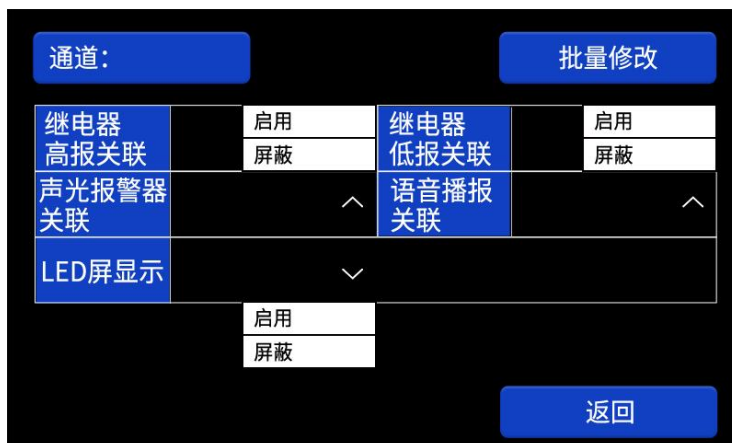 通道：
批量修改
继电器
高报关联
启用
屏蔽
继电器
低报关联
启用
屏蔽
声光报警器
关联
语音播报
关联
LED屏显示
启用
屏蔽
返回